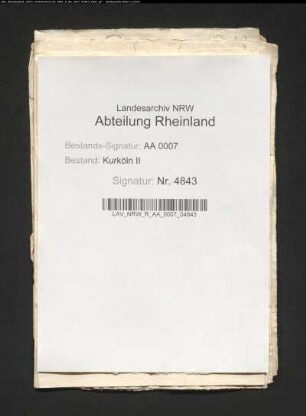 Landesarchiv NRW
Abteilung Rheinland
Bestands-Signatur: AA 0007
Bestand: Kurköln II
Signatur: Nr. 4843
LAV_NRW_R_AA_0007_04843